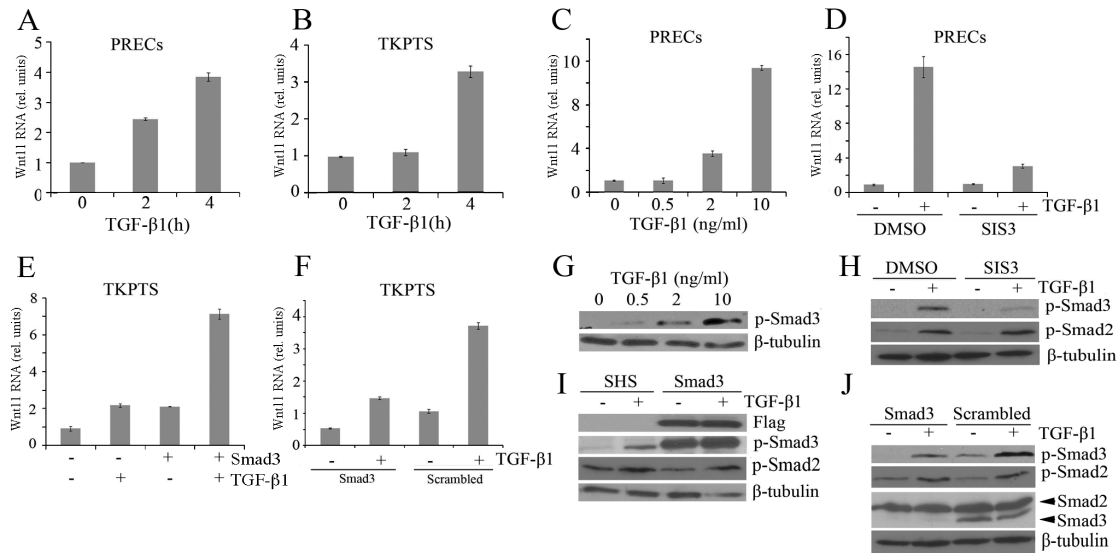 A
PRECs
Wnt11 RNA (rel. units)
5
4
3
2
1
0
0 2 4
TGF-β1(h)
B
TKPTS
Wnt11 RNA (rel. units)
4
3
2
1
0
0 2 4
TGF-β1(h)
C
PRECs
Wnt11 RNA (rel. units)
10
8
6
4
2
0
0 0.5 2 10
TGF-β1 (ng/ml)
D
PRECs
Wnt11 RNA (rel. units)
16
12
8
4
0
- + - + TGF-β1
DMSO SIS3
E
TKPTS
Wnt11 RNA (rel. units)
8
6
4
2
0
- - + + Smad3
- + - + TGF-β1
F
TKPTS
Wnt11 RNA (rel. units)
4
3
2
1
0
- + - + TGF-β1
Smad3 Scrambled
G
TGF-β1 (ng/ml)
0 0.5 2 10
p-Smad3
β-tubulin
H
DMSO SIS3
- + - + TGF-β1
p-Smad3
p-Smad2
β-tubulin
I
SHS Smad3
- + - + TGF-β1
Flag
p-Smad3
p-Smad2
β-tubulin
J
Smad3 Scrambled
- + - + TGF-β1
p-Smad3
p-Smad2
Smad2
Smad3
β-tubulin